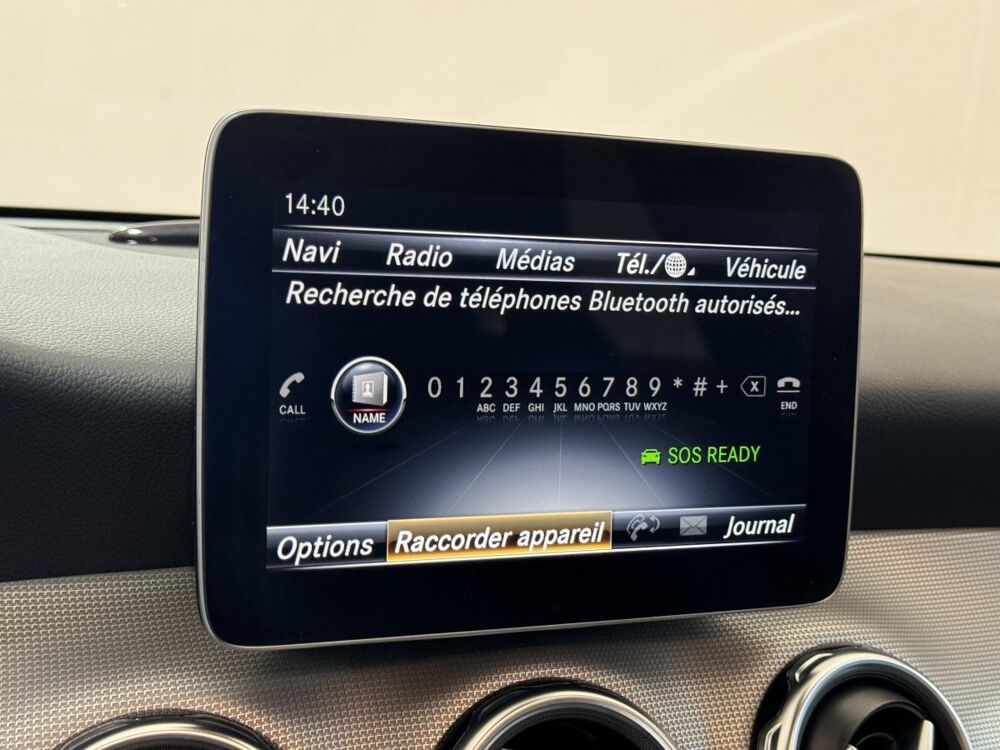 14:40
Navi Radio Médias Tél./ Véhicule
Recherche de téléphones Bluetooth autorisés...
0 1 2 3 4 5 6 7 8 9 * # + X
CALL NAME ABC DEF GHI JKL MNO PQRS TUV WXYZ END
SOS READY
Options Raccorder appareil Journal